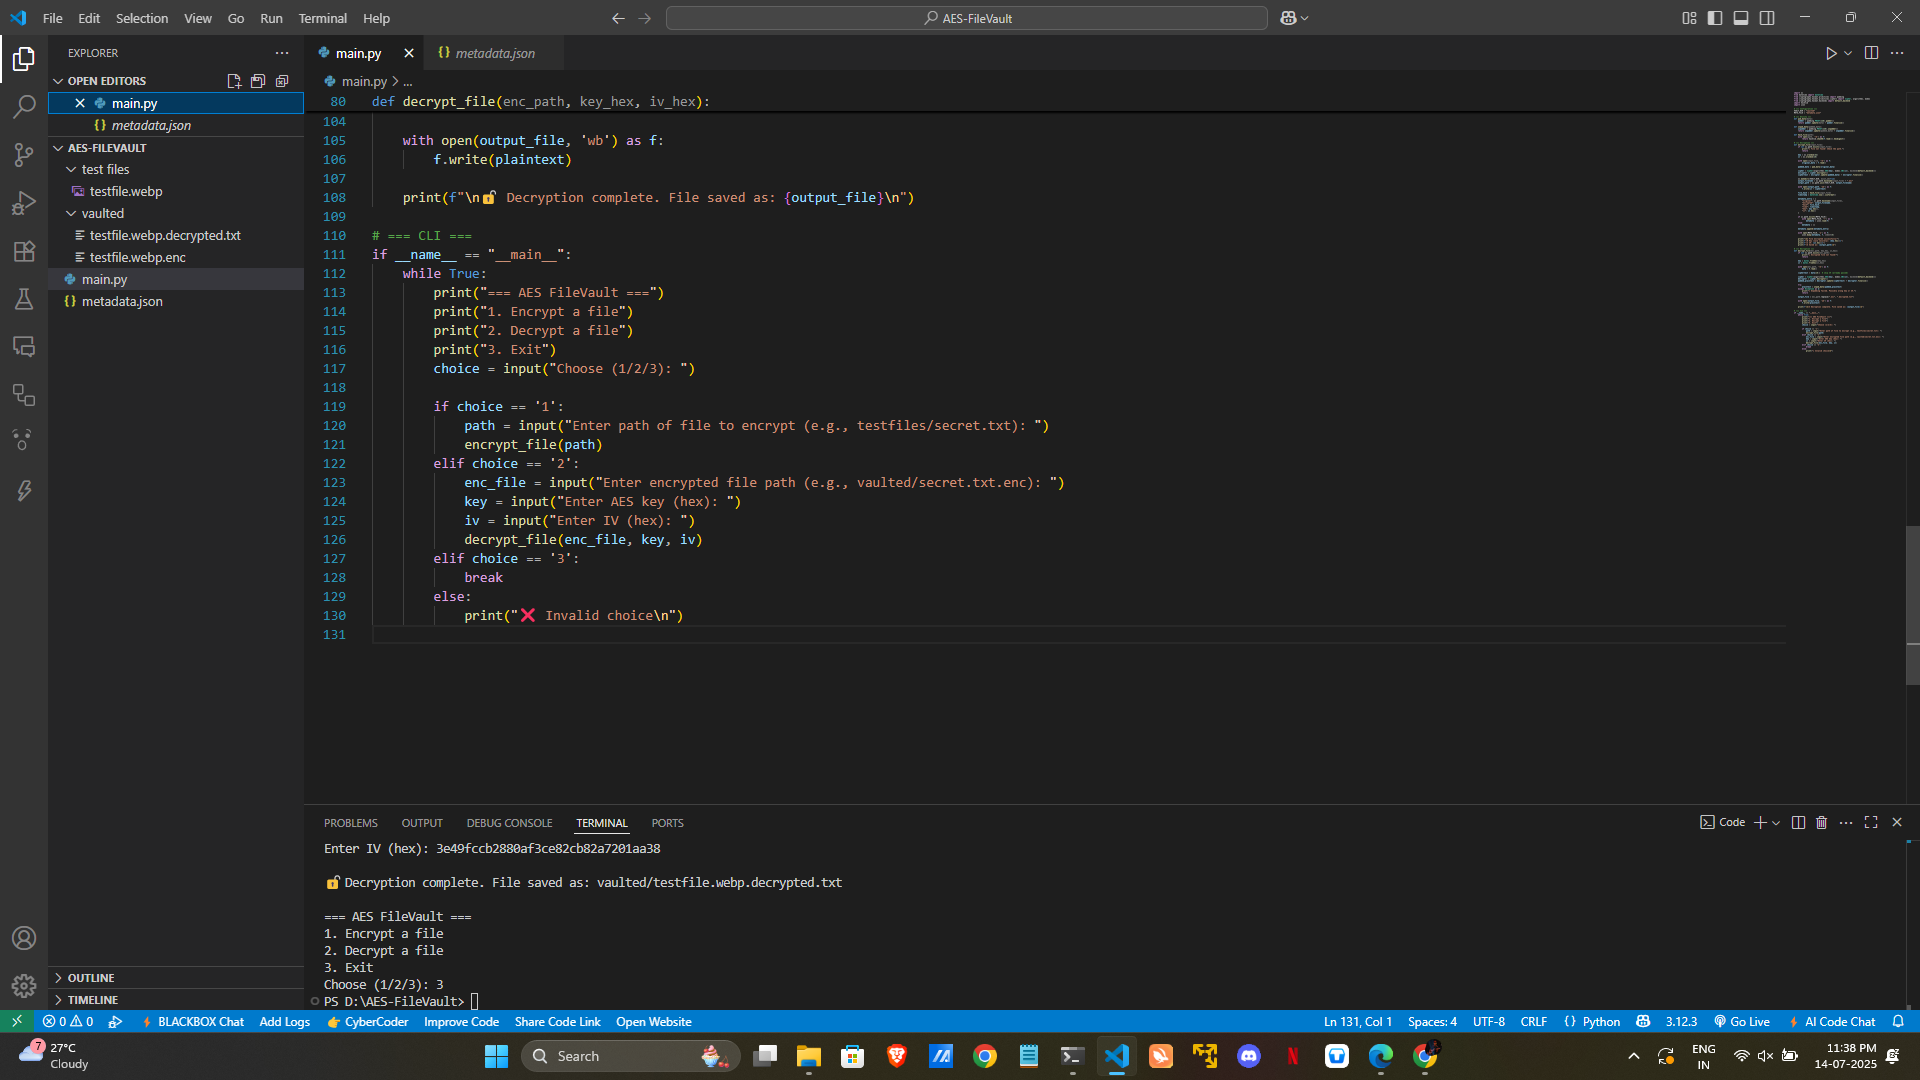 File Edit Selection View Go Run Terminal Help
AES-FileVault
EXPLORER
OPEN EDITORS
main.py
metadata.json
AES-FILEVAULT
test files
testfile.webp
vaulted
testfile.webp.decrypted.txt
testfile.webp.enc
main.py
metadata.json
OUTLINE
TIMELINE
main.py
metadata.json
main.py > ...
80 def decrypt_file(enc_path, key_hex, iv_hex):
104
105 with open(output_file, 'wb') as f:
106 f.write(plaintext)
107
108 print(f"\n🔓 Decryption complete. File saved as: {output_file}\n")
109
110 # === CLI ===
111 if __name__ == "__main__":
112 while True:
113 print("=== AES FileVault ===")
114 print("1. Encrypt a file")
115 print("2. Decrypt a file")
116 print("3. Exit")
117 choice = input("Choose (1/2/3): ")
118
119 if choice == '1':
120 path = input("Enter path of file to encrypt (e.g., testfiles/secret.txt): ")
121 encrypt_file(path)
122 elif choice == '2':
123 enc_file = input("Enter encrypted file path (e.g., vaulted/secret.txt.enc): ")
124 key = input("Enter AES key (hex): ")
125 iv = input("Enter IV (hex): ")
126 decrypt_file(enc_file, key, iv)
127 elif choice == '3':
128 break
129 else:
130 print("❌ Invalid choice\n")
131
PROBLEMS OUTPUT DEBUG CONSOLE TERMINAL PORTS
Code
Enter IV (hex): 3e49fccb2880af3ce82cb82a7201aa38
🔓 Decryption complete. File saved as: vaulted/testfile.webp.decrypted.txt
=== AES FileVault ===
1. Encrypt a file
2. Decrypt a file
3. Exit
Choose (1/2/3): 3
PS D:\AES-FileVault>
0 0 BLACKBOX Chat Add Logs CyberCoder Improve Code Share Code Link Open Website
Ln 131, Col 1 Spaces: 4 UTF-8 CRLF {} Python 3.12.3 Go Live AI Code Chat
7
27°C
Cloudy
Search
ENG
IN
11:38 PM
14-07-2025